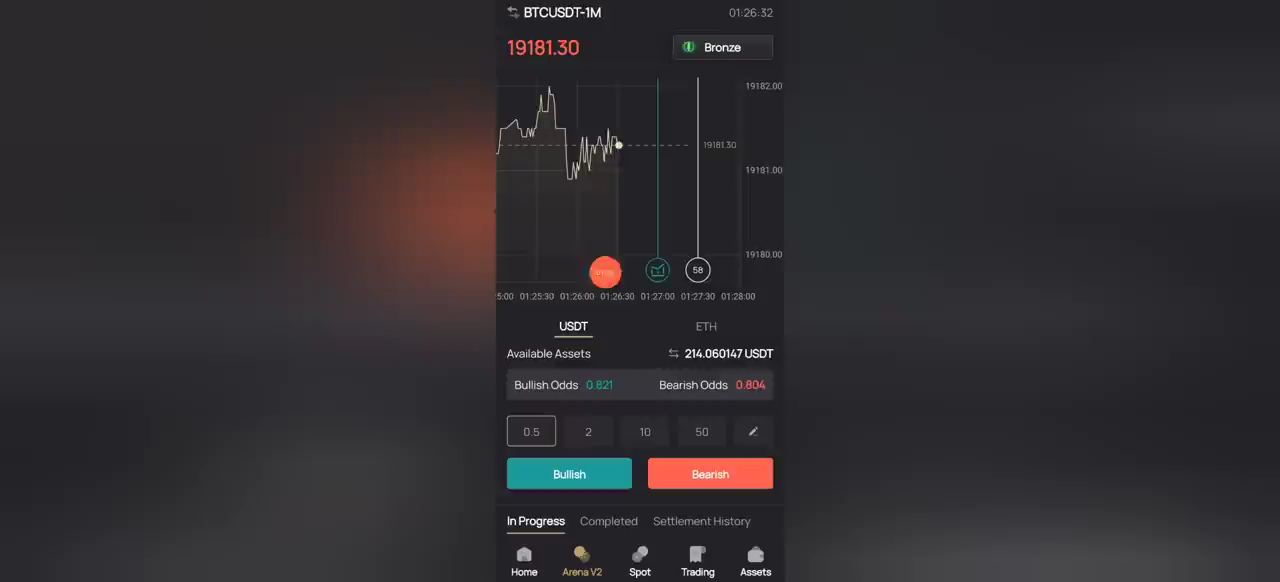 BTCUSDT-1M 01:26:32
19181.30 Bronze
19182.00
19181.30
19181.00
19180.00
58
5:00 01:25:30 01:26:00 01:26:30 01:27:00 01:27:30 01:28:00
USDT ETH
Available Assets 214.060147 USDT
Bullish Odds 0.821 Bearish Odds 0.804
0.5 2 10 50
Bullish Bearish
In Progress Completed Settlement History
Home Arena V2 Spot Trading Assets